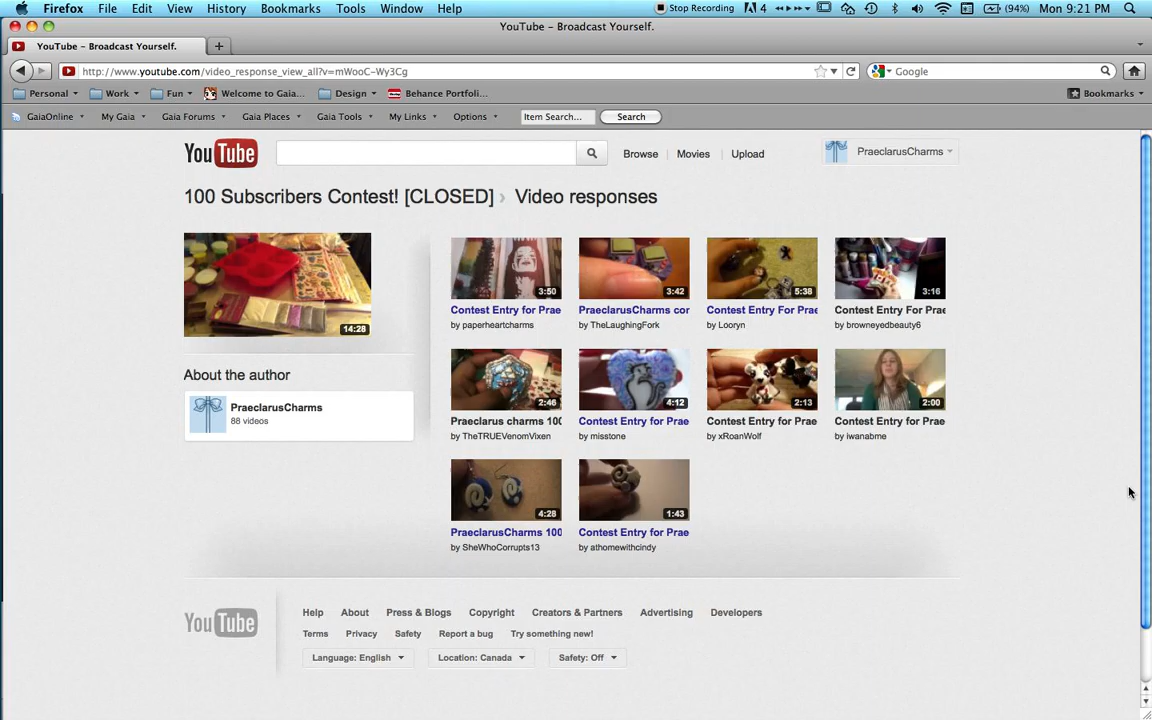 Firefox File Edit View History Bookmarks Tools Window Help Stop Recording 4 (94%) Mon 9:21 PM
YouTube – Broadcast Yourself.
YouTube – Broadcast Yourself. +
http://www.youtube.com/video_response_view_all?v=mWooC-Wy3Cg Google
Personal Work Fun Welcome to Gaia... Design Behance Portfoli... Bookmarks
GaiaOnline My Gaia Gaia Forums Gaia Places Gaia Tools My Links Options Item Search... Search
YouTube Browse Movies Upload PraeclarusCharms
100 Subscribers Contest! [CLOSED] › Video responses
14:28
About the author
PraeclarusCharms
88 videos
3:50 3:42 5:38 3:16
Contest Entry for Prae PraeclarusCharms cor Contest Entry For Prae Contest Entry for Prae
by paperheartcharms by TheLaughingFork by Looryn by browneyedbeauty6
2:46 4:12 2:13 2:00
Praeclarus charms 100 Contest Entry for Prae Contest Entry for Prae Contest Entry for Prae
by TheTRUEVenomVixen by misstone by xRoanWolf by iwanabme
4:28 1:43
PraeclarusCharms 100 Contest Entry for Prae
by SheWhoCorrupts13 by athomewithcindy
YouTube Help About Press & Blogs Copyright Creators & Partners Advertising Developers
Terms Privacy Safety Report a bug Try something new!
Language: English Location: Canada Safety: Off